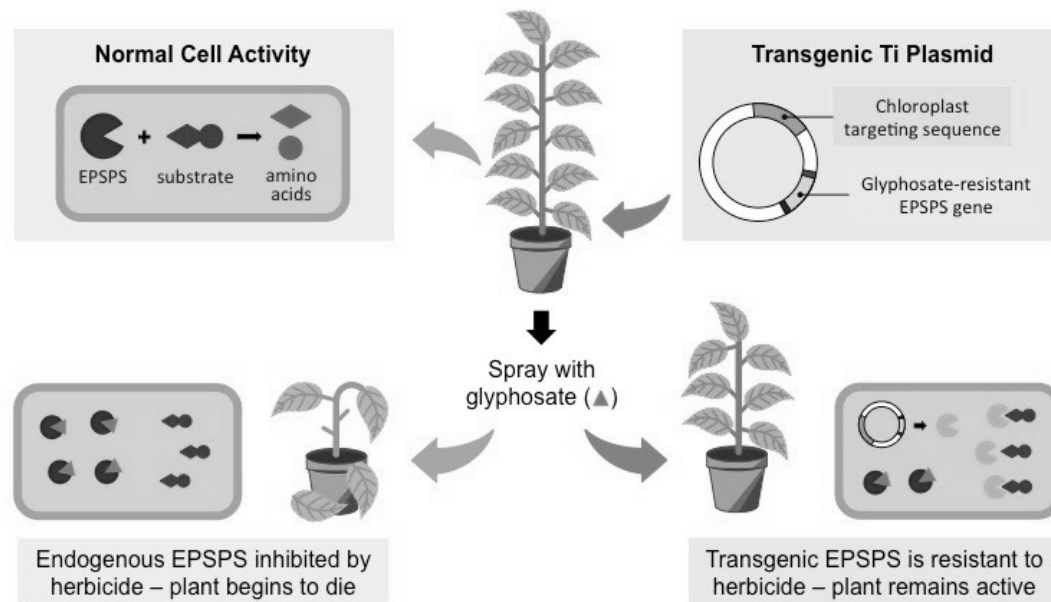 Normal Cell Activity
EPSPS
substrate
amino
acids
Transgenic Ti Plasmid
Chloroplast
targeting sequence
Glyphosate-resistant
EPSPS gene
Spray with
glyphosate (▲)
Endogenous EPSPS inhibited by
herbicide – plant begins to die
Transgenic EPSPS is resistant to
herbicide – plant remains active